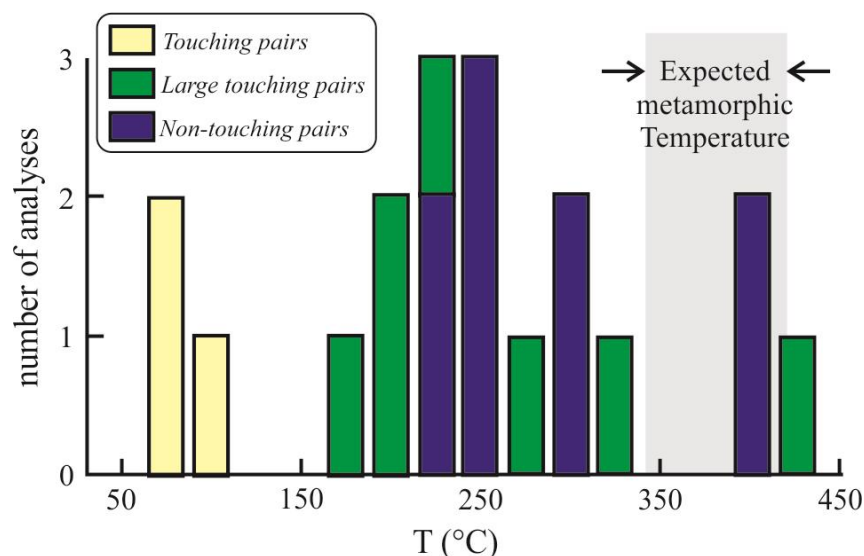 Touching pairs
Large touching pairs
Non-touching pairs
Expected
metamorphic
Temperature
number of analyses
3
2
1
0
50
150
250
350
450
T (°C)